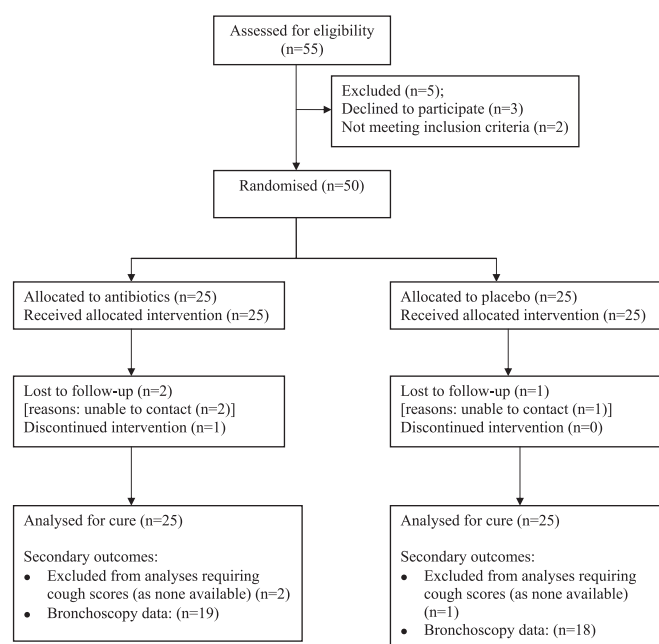 Assessed for eligibility
(n=55)
Excluded (n=5);
Declined to participate (n=3)
Not meeting inclusion criteria (n=2)
Randomised (n=50)
Allocated to antibiotics (n=25)
Received allocated intervention (n=25)
Allocated to placebo (n=25)
Received allocated intervention (n=25)
Lost to follow-up (n=2)
[reasons: unable to contact (n=2)]
Discontinued intervention (n=1)
Lost to follow-up (n=1)
[reasons: unable to contact (n=1)]
Discontinued intervention (n=0)
Analysed for cure (n=25)
Secondary outcomes:
• Excluded from analyses requiring
cough scores (as none available) (n=2)
• Bronchoscopy data: (n=19)
Analysed for cure (n=25)
Secondary outcomes:
• Excluded from analyses requiring
cough scores (as none available)
(n=1)
• Bronchoscopy data: (n=18)